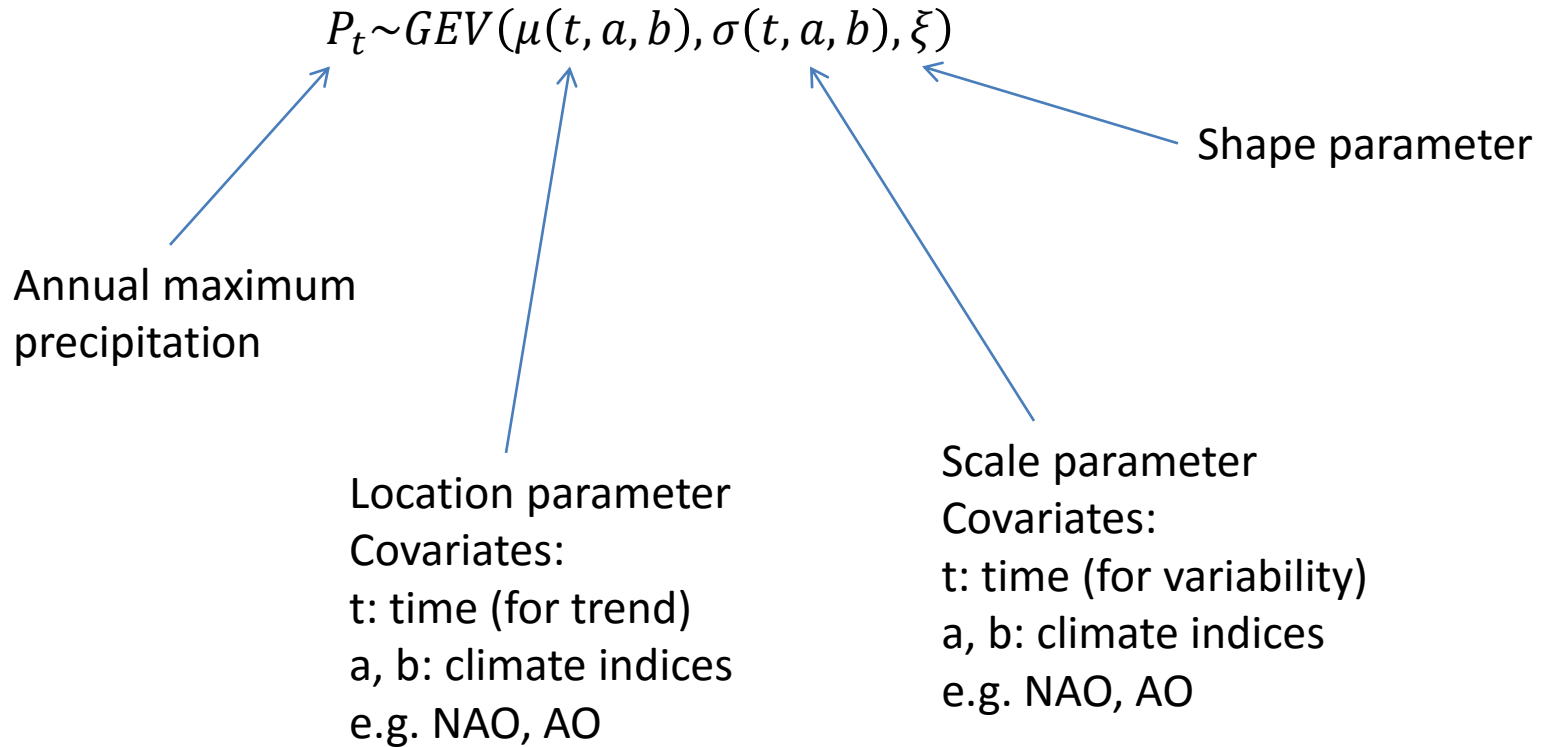 P_t~GEV(μ(t, a, b), σ(t, a, b), ξ)
Shape parameter
Annual maximum
precipitation
Location parameter
Covariates:
t: time (for trend)
a, b: climate indices
e.g. NAO, AO
Scale parameter
Covariates:
t: time (for variability)
a, b: climate indices
e.g. NAO, AO